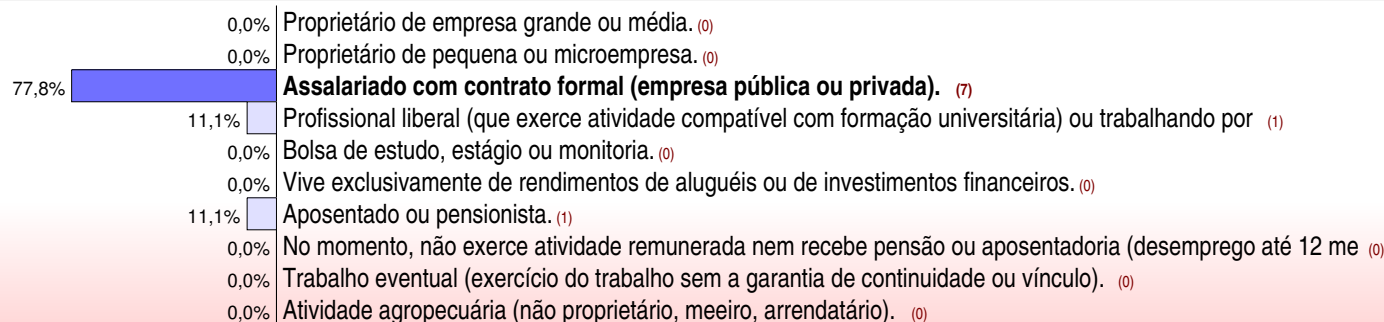 0,0% Proprietário de empresa grande ou média. (0)
0,0% Proprietário de pequena ou microempresa. (0)
77,8% Assalariado com contrato formal (empresa pública ou privada). (7)
11,1% Profissional liberal (que exerce atividade compatível com formação universitária) ou trabalhando por (1)
0,0% Bolsa de estudo, estágio ou monitoria. (0)
0,0% Vive exclusivamente de rendimentos de aluguéis ou de investimentos financeiros. (0)
11,1% Aposentado ou pensionista. (1)
0,0% No momento, não exerce atividade remunerada nem recebe pensão ou aposentadoria (desemprego até 12 me (0)
0,0% Trabalho eventual (exercício do trabalho sem a garantia de continuidade ou vínculo). (0)
0,0% Atividade agropecuária (não proprietário, meeiro, arrendatário). (0)